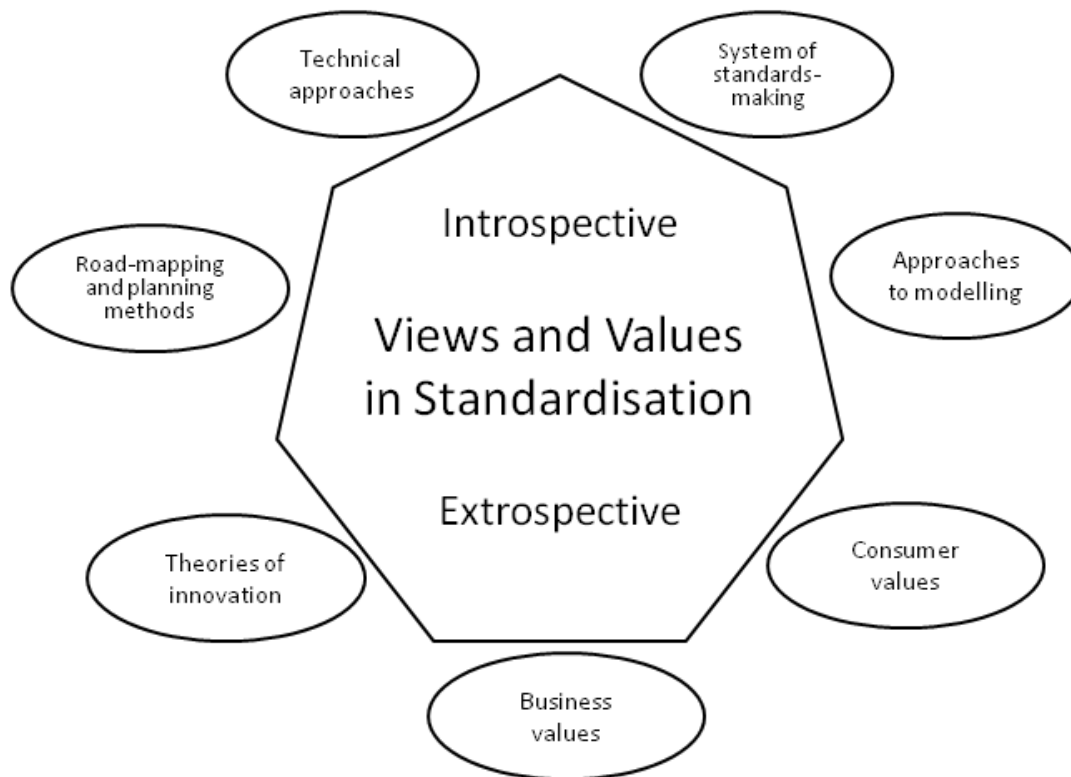 Technical
approaches
System of
standards-
making
Introspective
Road-mapping
and planning
methods
Approaches
to modelling
Views and Values
in Standardisation
Extrospective
Theories of
innovation
Consumer
values
Business
values